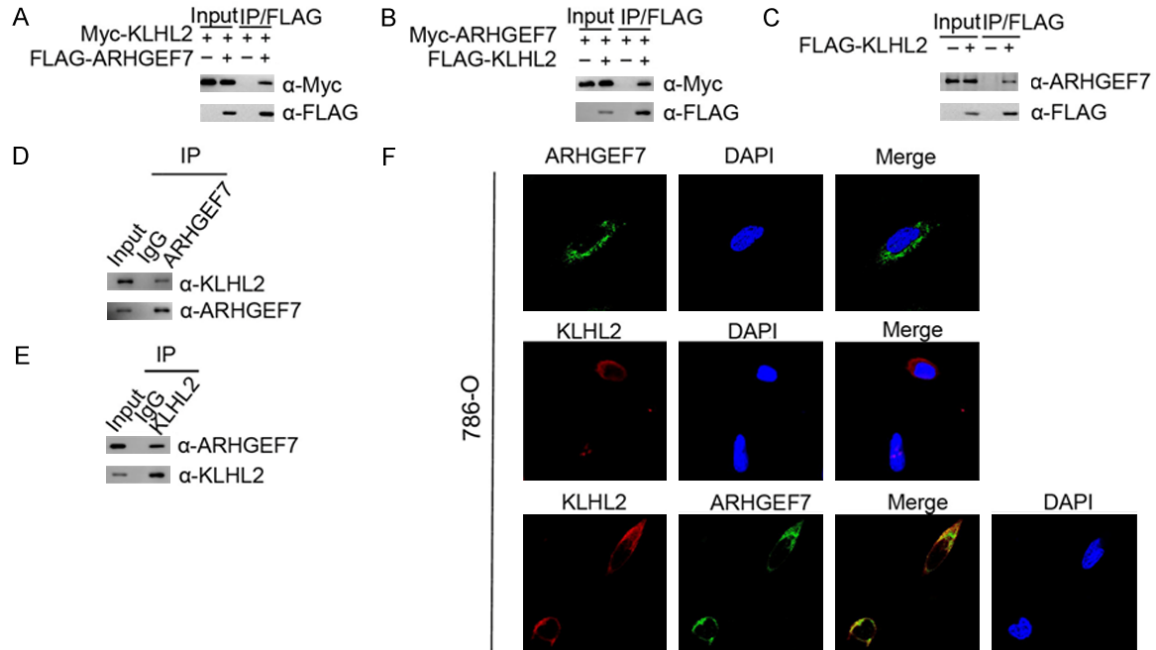 A
Input IP/FLAG
Myc-KLHL2 + + + +
FLAG-ARHGEF7 − + − +
α-Myc
α-FLAG
B
Input IP/FLAG
Myc-ARHGEF7 + + + +
FLAG-KLHL2 − + − +
α-Myc
α-FLAG
C
Input IP/FLAG
FLAG-KLHL2 − + − +
α-ARHGEF7
α-FLAG
D
IP
Input IgG ARHGEF7
α-KLHL2
α-ARHGEF7
E
IP
Input IgG KLHL2
α-ARHGEF7
α-KLHL2
F
786-O
ARHGEF7 DAPI Merge
KLHL2 DAPI Merge
KLHL2 ARHGEF7 Merge DAPI